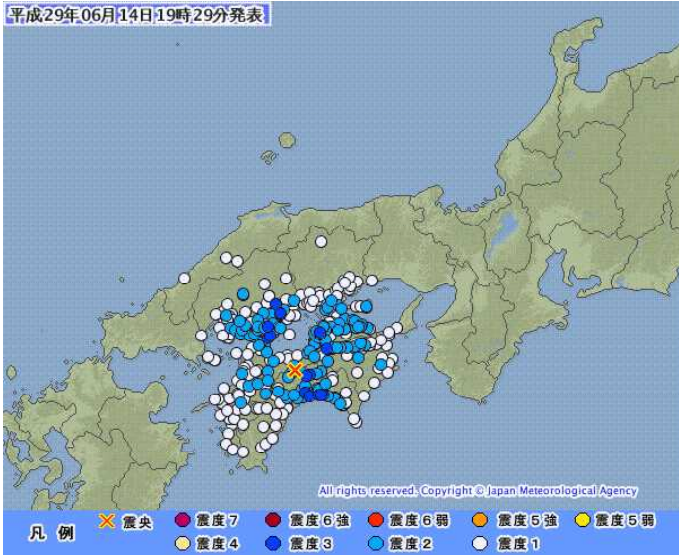 平成29年06月14日19時29分発表
All rights reserved. Copyright © Japan Meteorological Agency
凡 例
震央 震度7 震度6強 震度6弱 震度5強 震度5弱
震度4 震度3 震度2 震度1